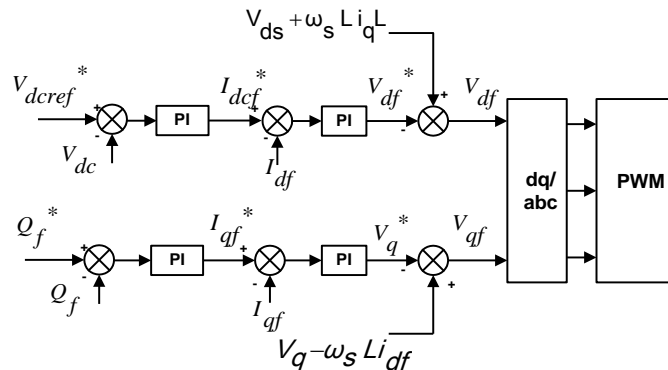 V_ds + ω_s L i_q L
V_dcref* + - PI I_dcf* + - PI V_df* - + V_df
V_dc
I_df
dq/
abc
PWM
Q_f* + - PI I_qf* + - PI V_q* - + V_qf
Q_f
I_qf
V_q – ω_s Li_df